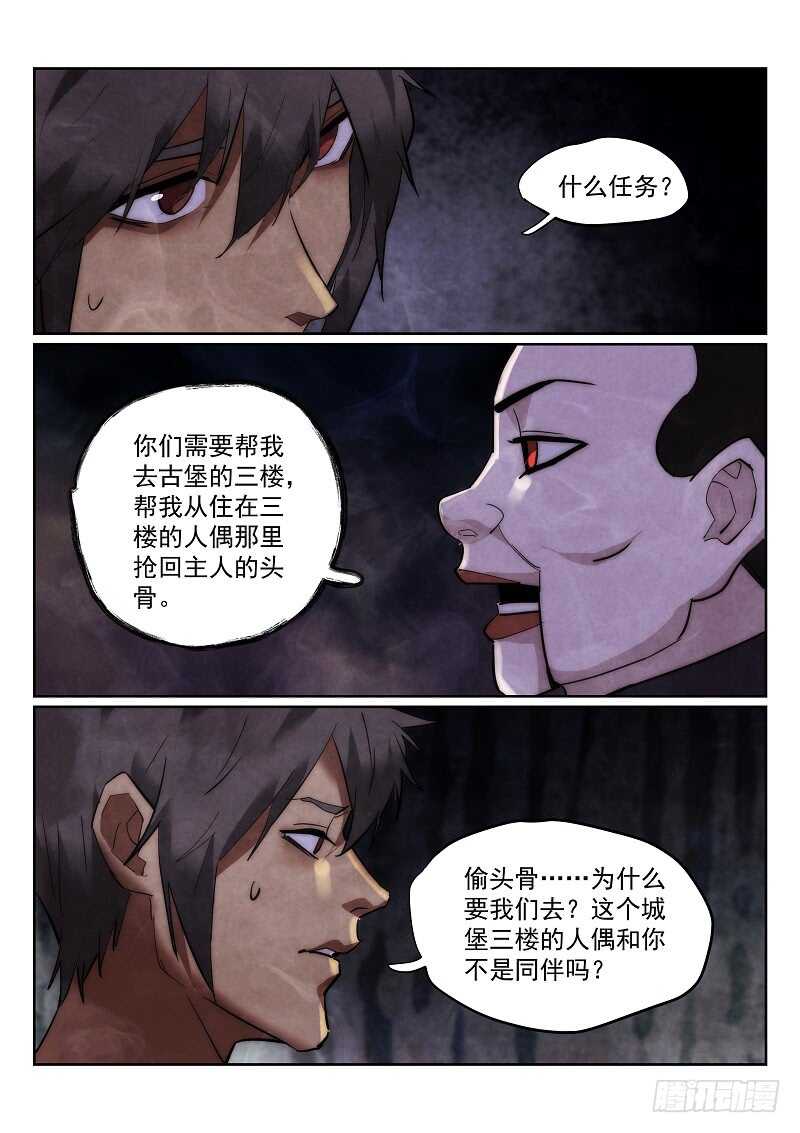 什么任务？
你们需要帮我
去古堡的三楼，
帮我从住在三
楼的人偶那里
抢回主人的头
骨。
偷头骨……为什么
要我们去？这个城
堡三楼的人偶和你
不是同伴吗？
腾讯动漫